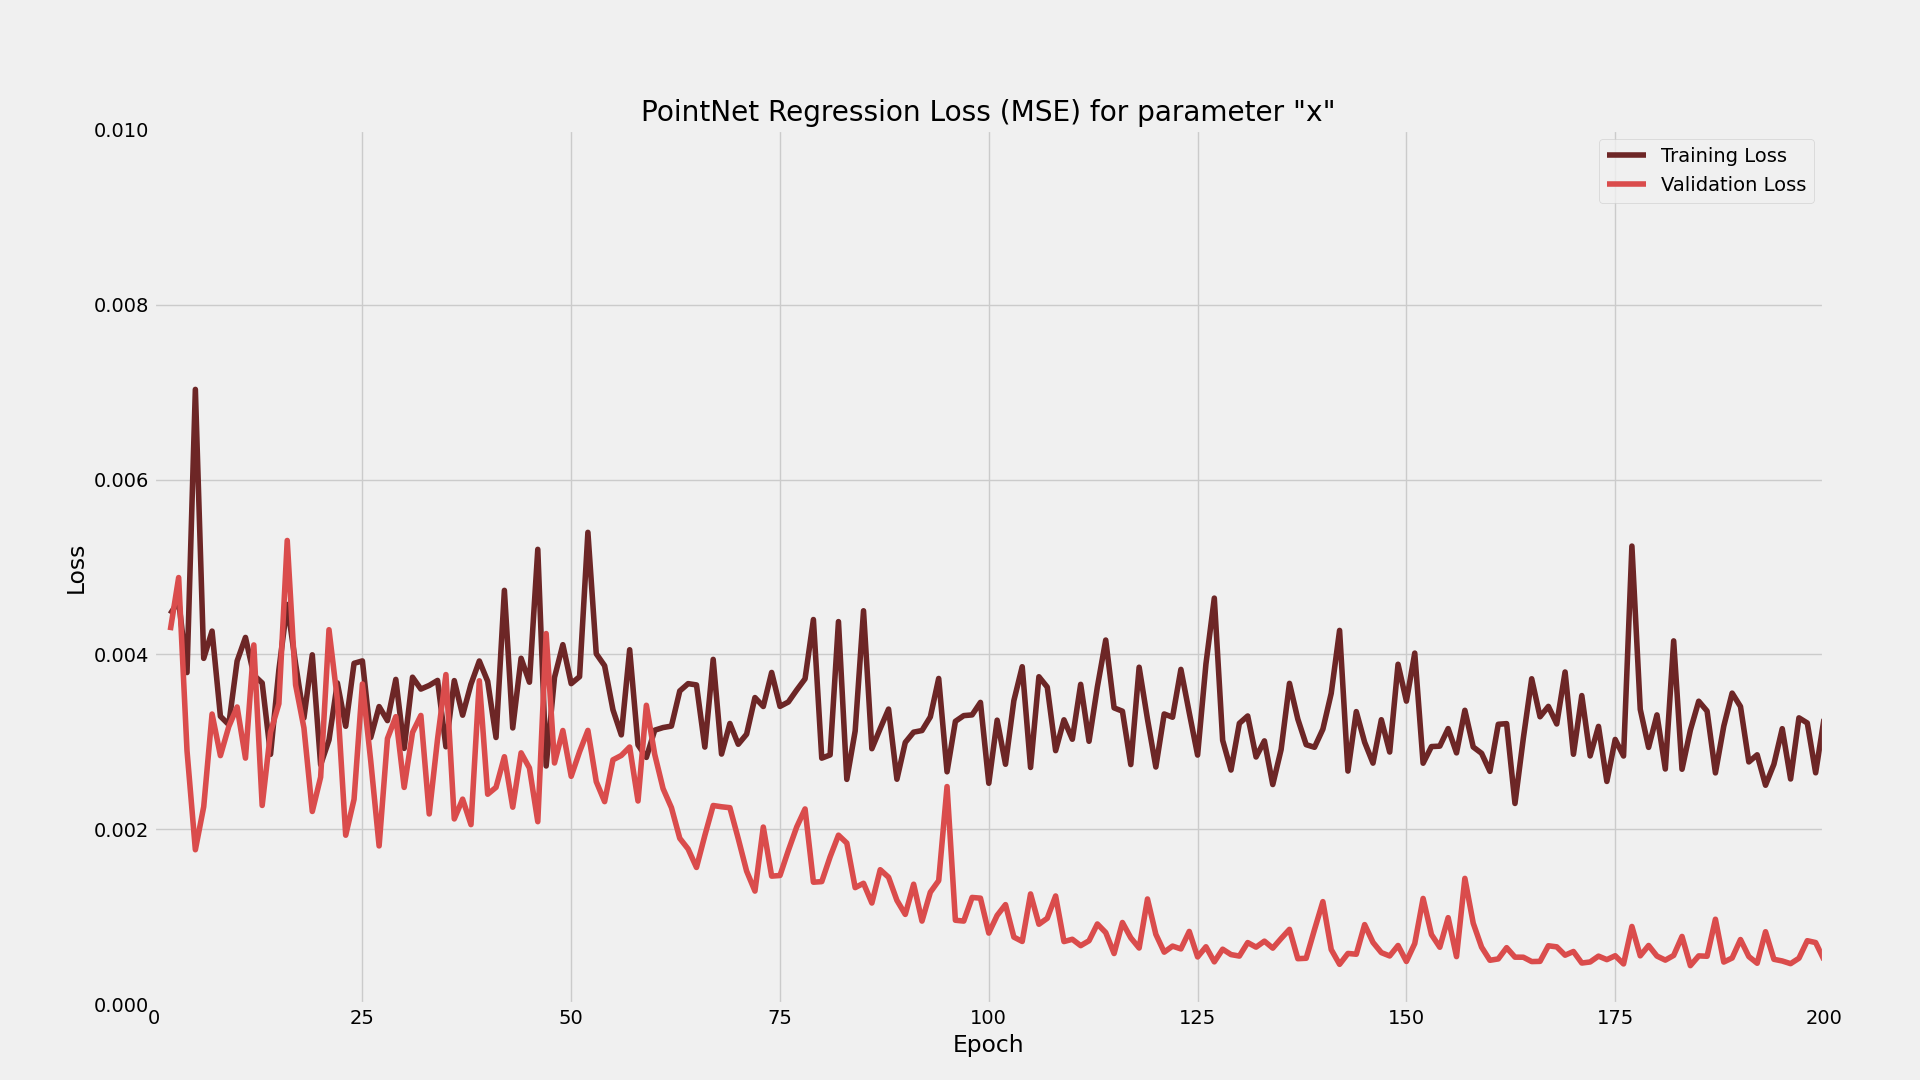 PointNet Regression Loss (MSE) for parameter "x"
Training Loss
Validation Loss
0.010
0.008
0.006
0.004
0.002
0.000
Loss
0 25 50 75 100 125 150 175 200
Epoch